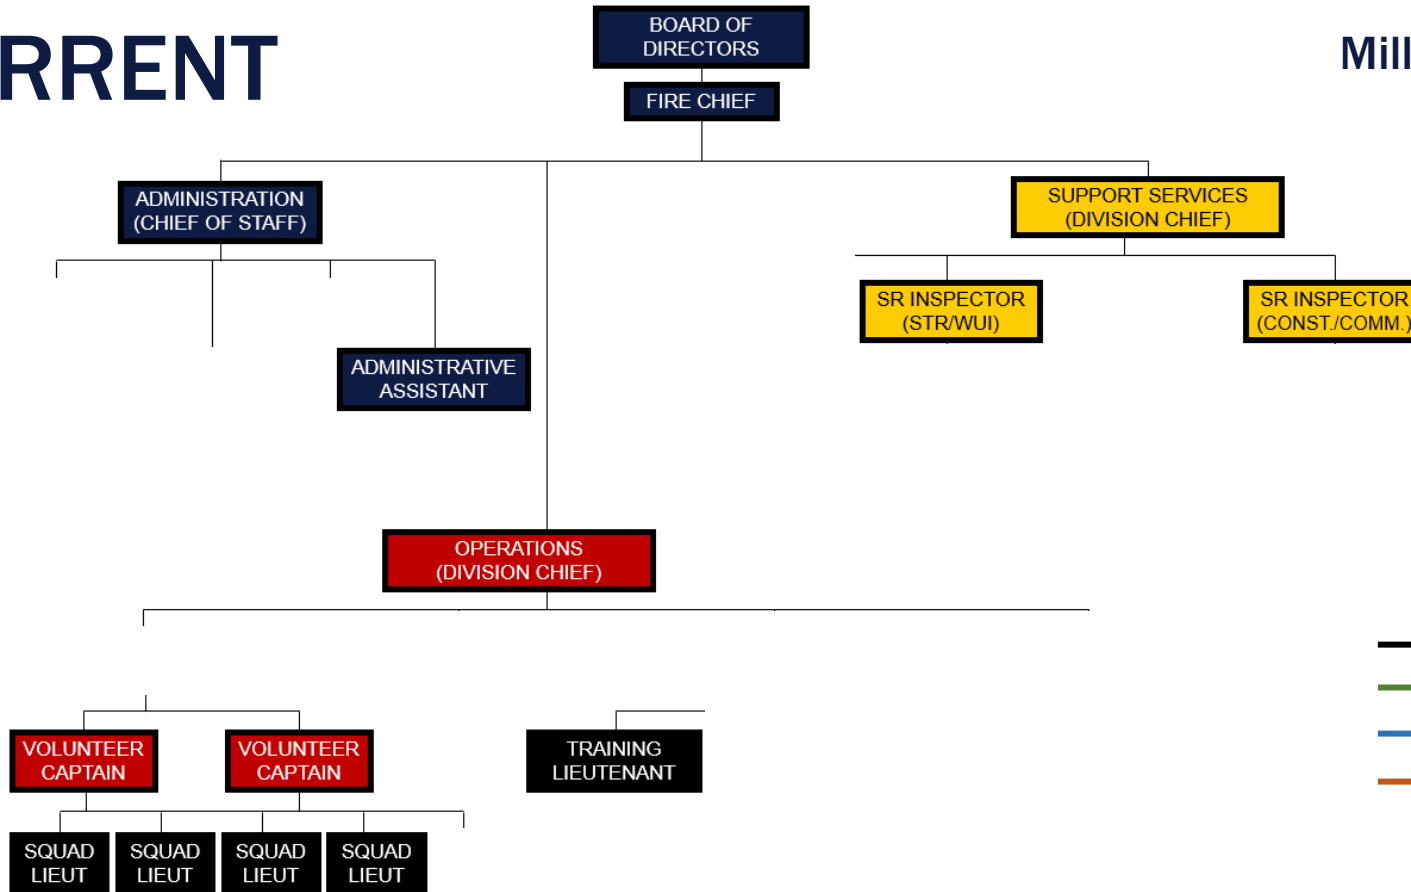 RRENT
Mill
BOARD OF
DIRECTORS
FIRE CHIEF
ADMINISTRATION
(CHIEF OF STAFF)
SUPPORT SERVICES
(DIVISION CHIEF)
SR INSPECTOR
(STR/WUI)
SR INSPECTOR
(CONST./COMM.)
ADMINISTRATIVE
ASSISTANT
OPERATIONS
(DIVISION CHIEF)
VOLUNTEER
CAPTAIN
VOLUNTEER
CAPTAIN
TRAINING
LIEUTENANT
SQUAD
LIEUT
SQUAD
LIEUT
SQUAD
LIEUT
SQUAD
LIEUT